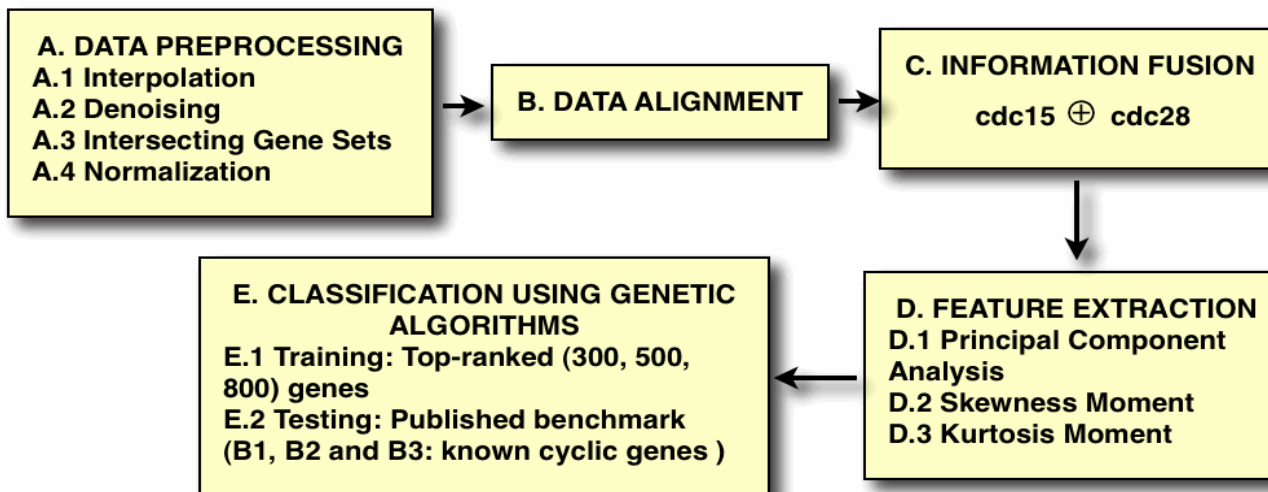 A. DATA PREPROCESSING
A.1 Interpolation
A.2 Denoising
A.3 Intersecting Gene Sets
A.4 Normalization
B. DATA ALIGNMENT
C. INFORMATION FUSION
cdc15 ⊕ cdc28
D. FEATURE EXTRACTION
D.1 Principal Component
Analysis
D.2 Skewness Moment
D.3 Kurtosis Moment
E. CLASSIFICATION USING GENETIC
ALGORITHMS
E.1 Training: Top-ranked (300, 500,
800) genes
E.2 Testing: Published benchmark
(B1, B2 and B3: known cyclic genes )